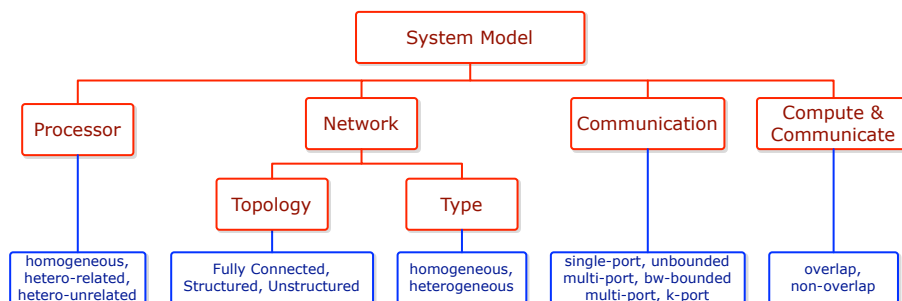 System Model
Processor
Network
Communication
Compute &
Communicate
Topology
Type
homogeneous,
hetero-related,
hetero-unrelated
Fully Connected,
Structured, Unstructured
homogeneous,
heterogeneous
single-port, unbounded
multi-port, bw-bounded
multi-port, k-port
overlap,
non-overlap